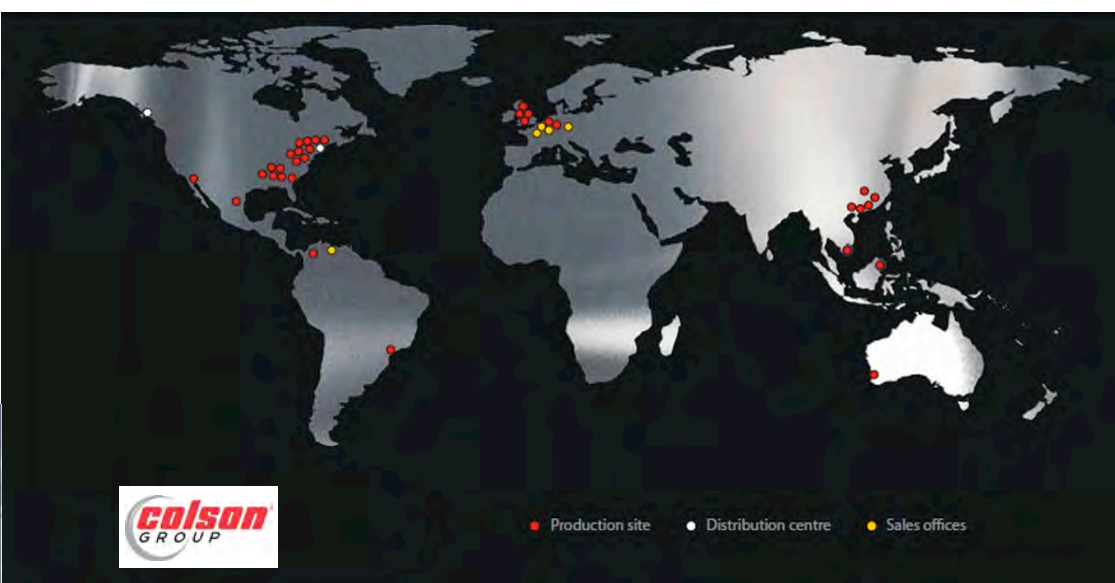 colson
GROUP
Production site
Distribution centre
Sales offices